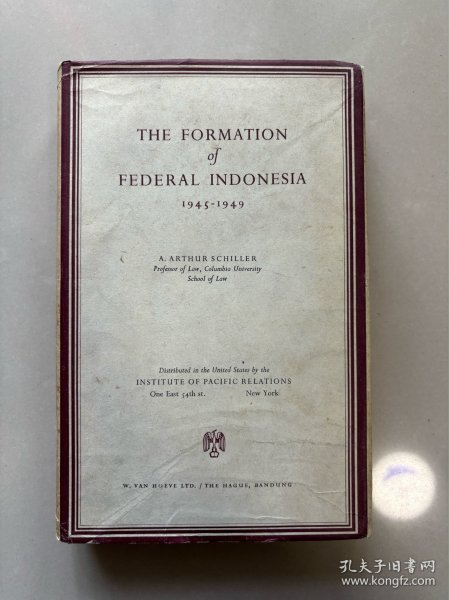 THE FORMATION
of
FEDERAL INDONESIA
1945-1949
A. ARTHUR SCHILLER
Professor of Law, Columbia University
School of Law
Distributed in the United States by the
INSTITUTE OF PACIFIC RELATIONS
One East 54th st. New York
W. VAN HOEVE LTD. / THE HAGUE, BANDUNG
孔夫子旧书网
www.kongfz.com